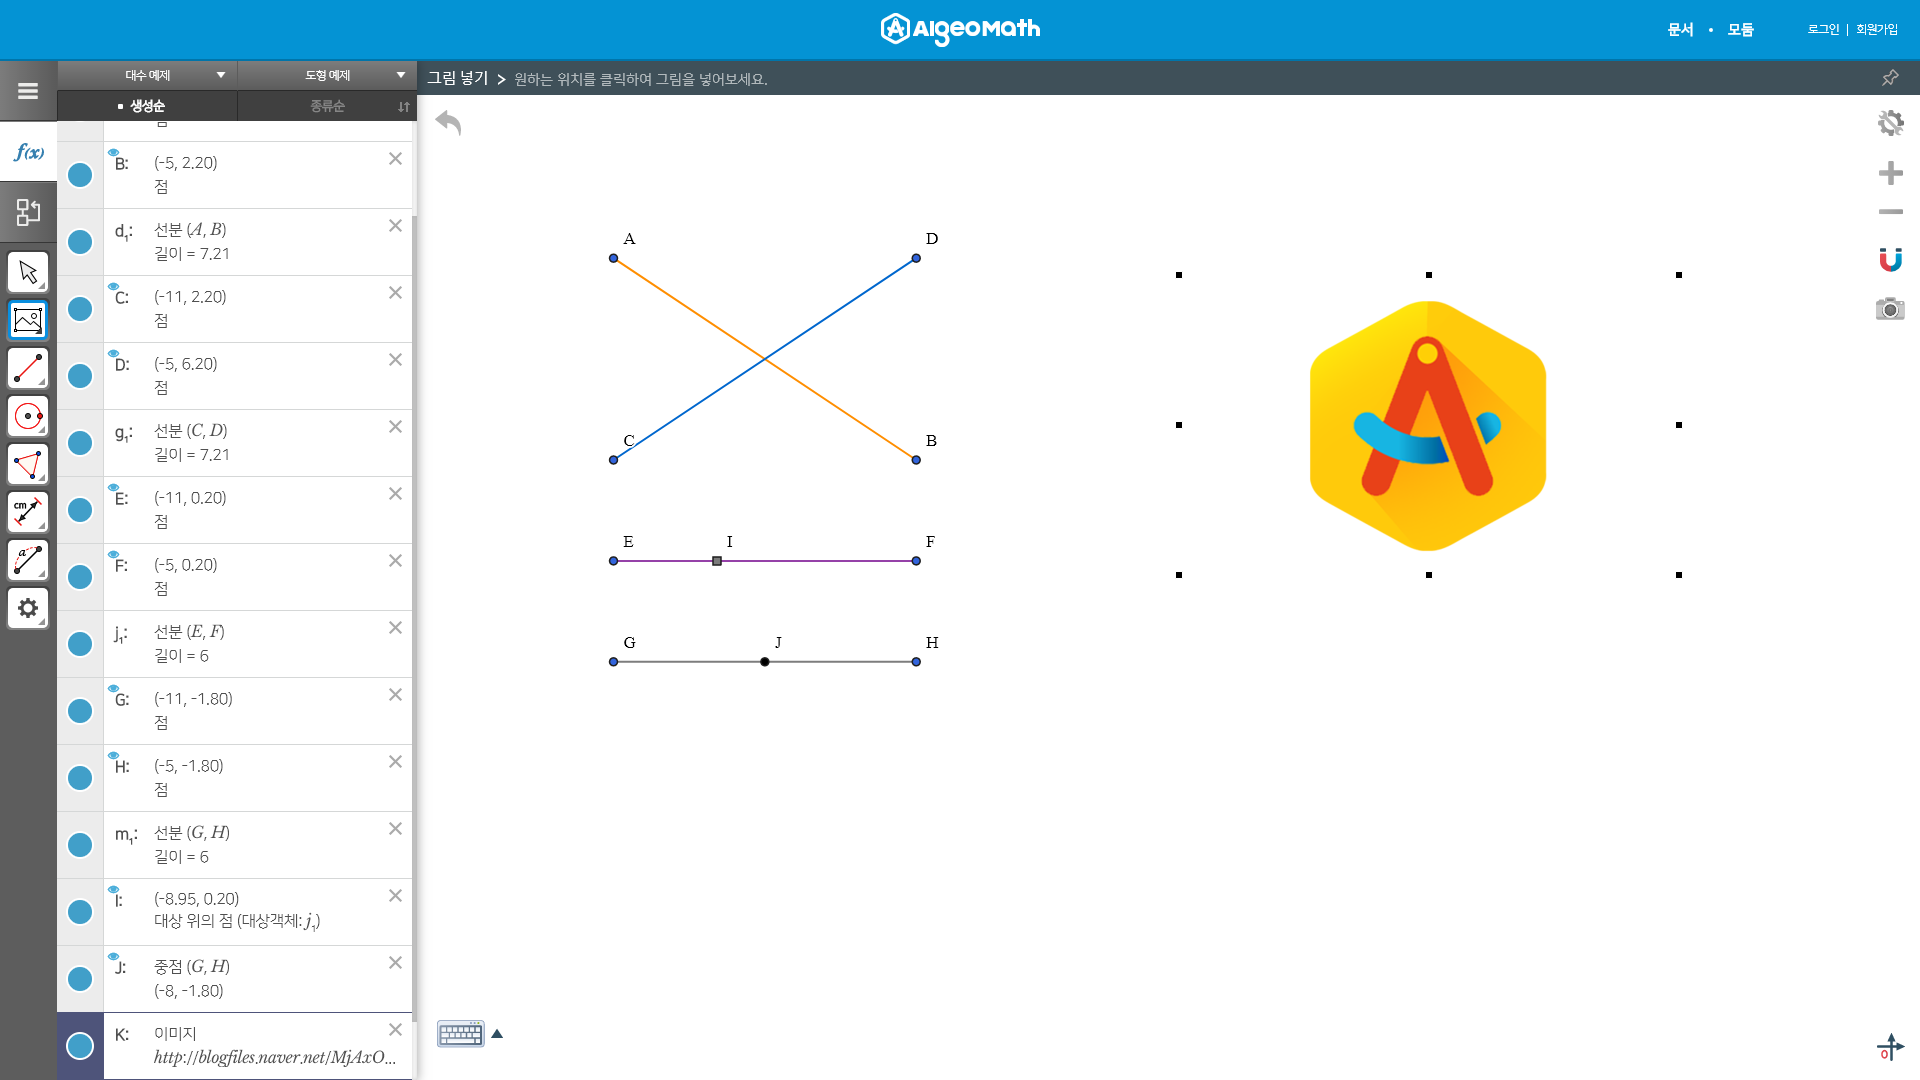 AlgeoMath
문서 • 모둠
로그인 | 회원가입
대수 예제
도형 예제
그림 넣기 > 원하는 위치를 클릭하여 그림을 넣어보세요.
생성순
종류순
f(x)
점
B: (-5, 2.20)
점
d1: 선분 (A, B)
길이 = 7.21
C: (-11, 2.20)
점
D: (-5, 6.20)
점
g1: 선분 (C, D)
길이 = 7.21
E: (-11, 0.20)
점
F: (-5, 0.20)
점
j1: 선분 (E, F)
길이 = 6
G: (-11, -1.80)
점
H: (-5, -1.80)
점
m1: 선분 (G, H)
길이 = 6
I: (-8.95, 0.20)
대상 위의 점 (대상객체: j1)
J: 중점 (G, H)
(-8, -1.80)
K: 이미지
http://blogfiles.naver.net/MjAxO...
cm
a
A
D
C
B
E
I
F
G
J
H
0